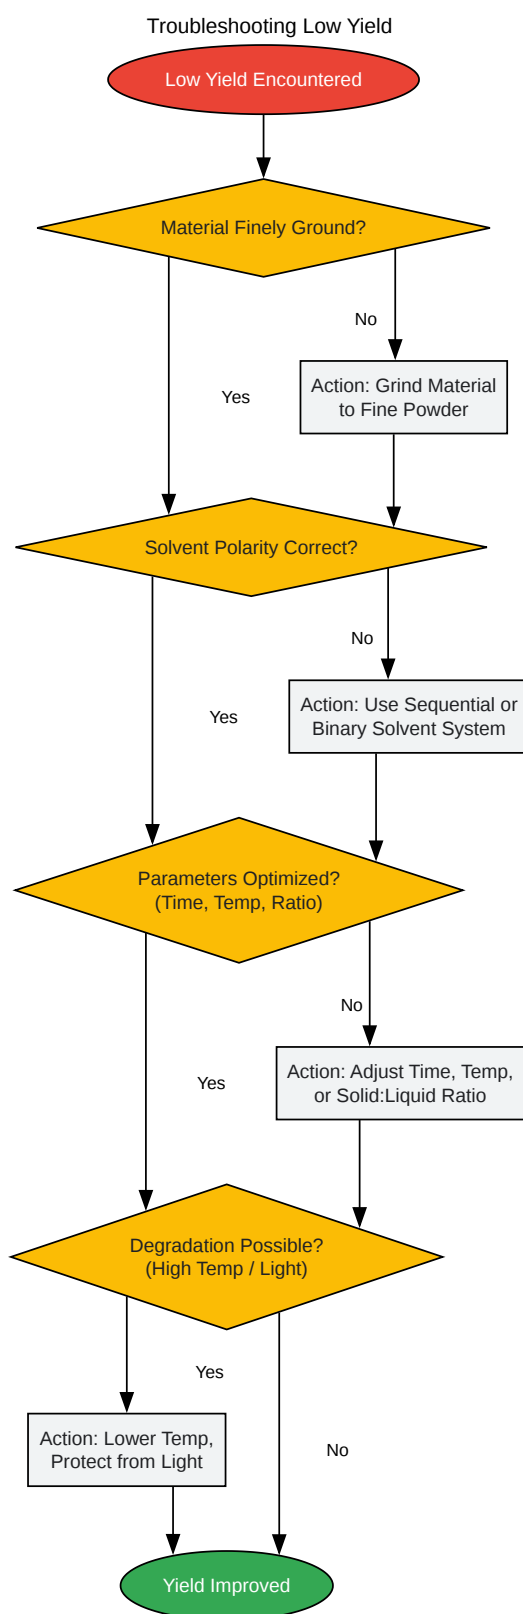 Troubleshooting Low Yield
Low Yield Encountered
Material Finely Ground?
No
Action: Grind Material
to Fine Powder
Yes
Solvent Polarity Correct?
No
Action: Use Sequential or
Binary Solvent System
Yes
Parameters Optimized?
(Time, Temp, Ratio)
No
Action: Adjust Time, Temp,
or Solid:Liquid Ratio
Yes
Degradation Possible?
(High Temp / Light)
Yes
Action: Lower Temp,
Protect from Light
No
Yield Improved